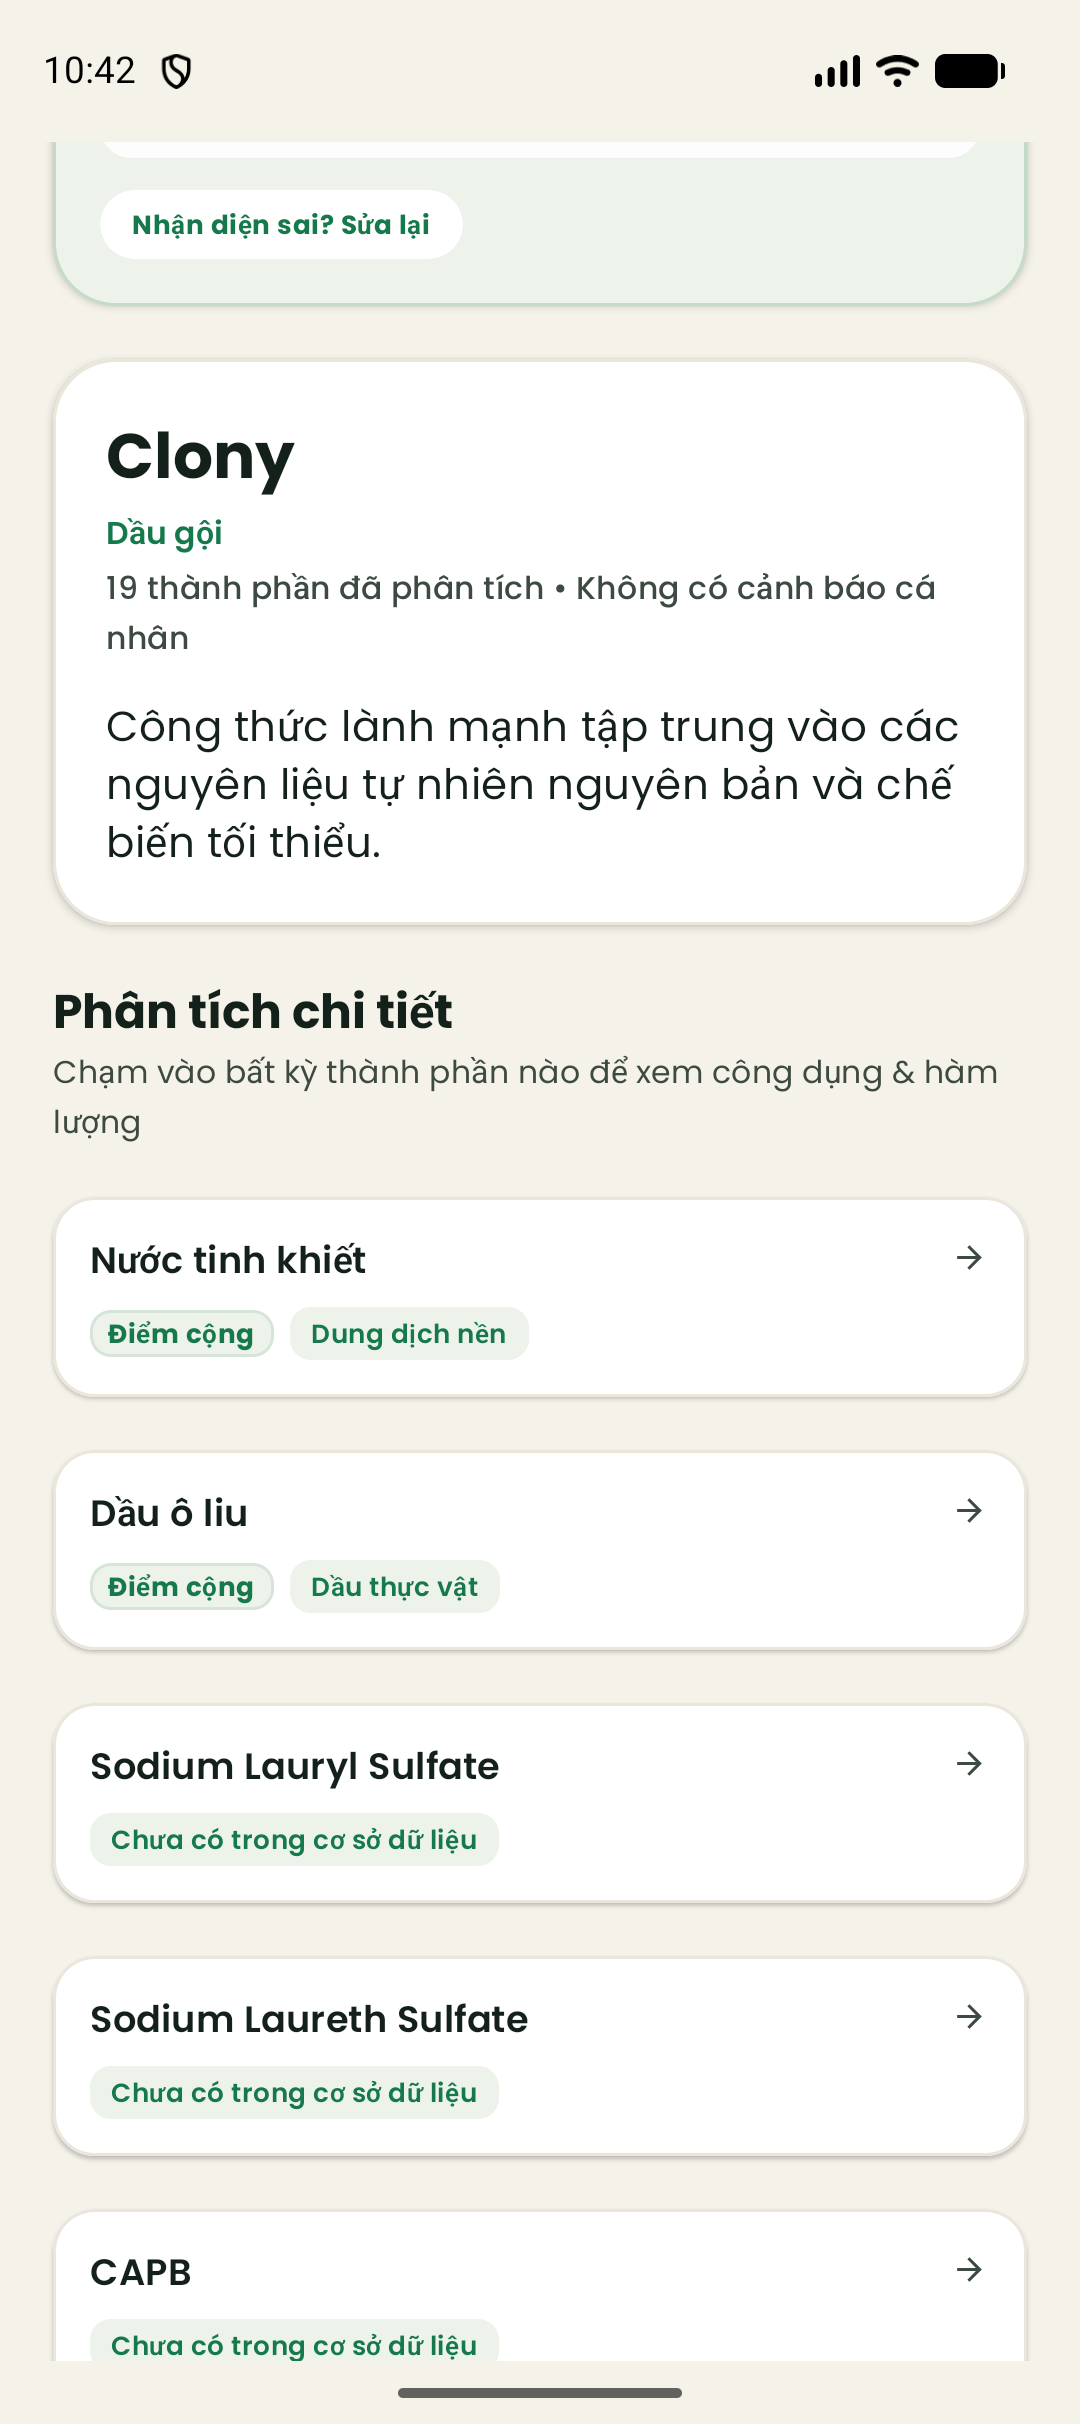 10:42
Nhận diện sai? Sửa lại
Clony
Dầu gội
19 thành phần đã phân tích • Không có cảnh báo cá
nhân
Công thức lành mạnh tập trung vào các
nguyên liệu tự nhiên nguyên bản và chế
biến tối thiểu.
Phân tích chi tiết
Chạm vào bất kỳ thành phần nào để xem công dụng & hàm
lượng
Nước tinh khiết
Điểm cộng Dung dịch nền
Dầu ô liu
Điểm cộng Dầu thực vật
Sodium Lauryl Sulfate
Chưa có trong cơ sở dữ liệu
Sodium Laureth Sulfate
Chưa có trong cơ sở dữ liệu
CAPB
Chưa có trong cơ sở dữ liệu